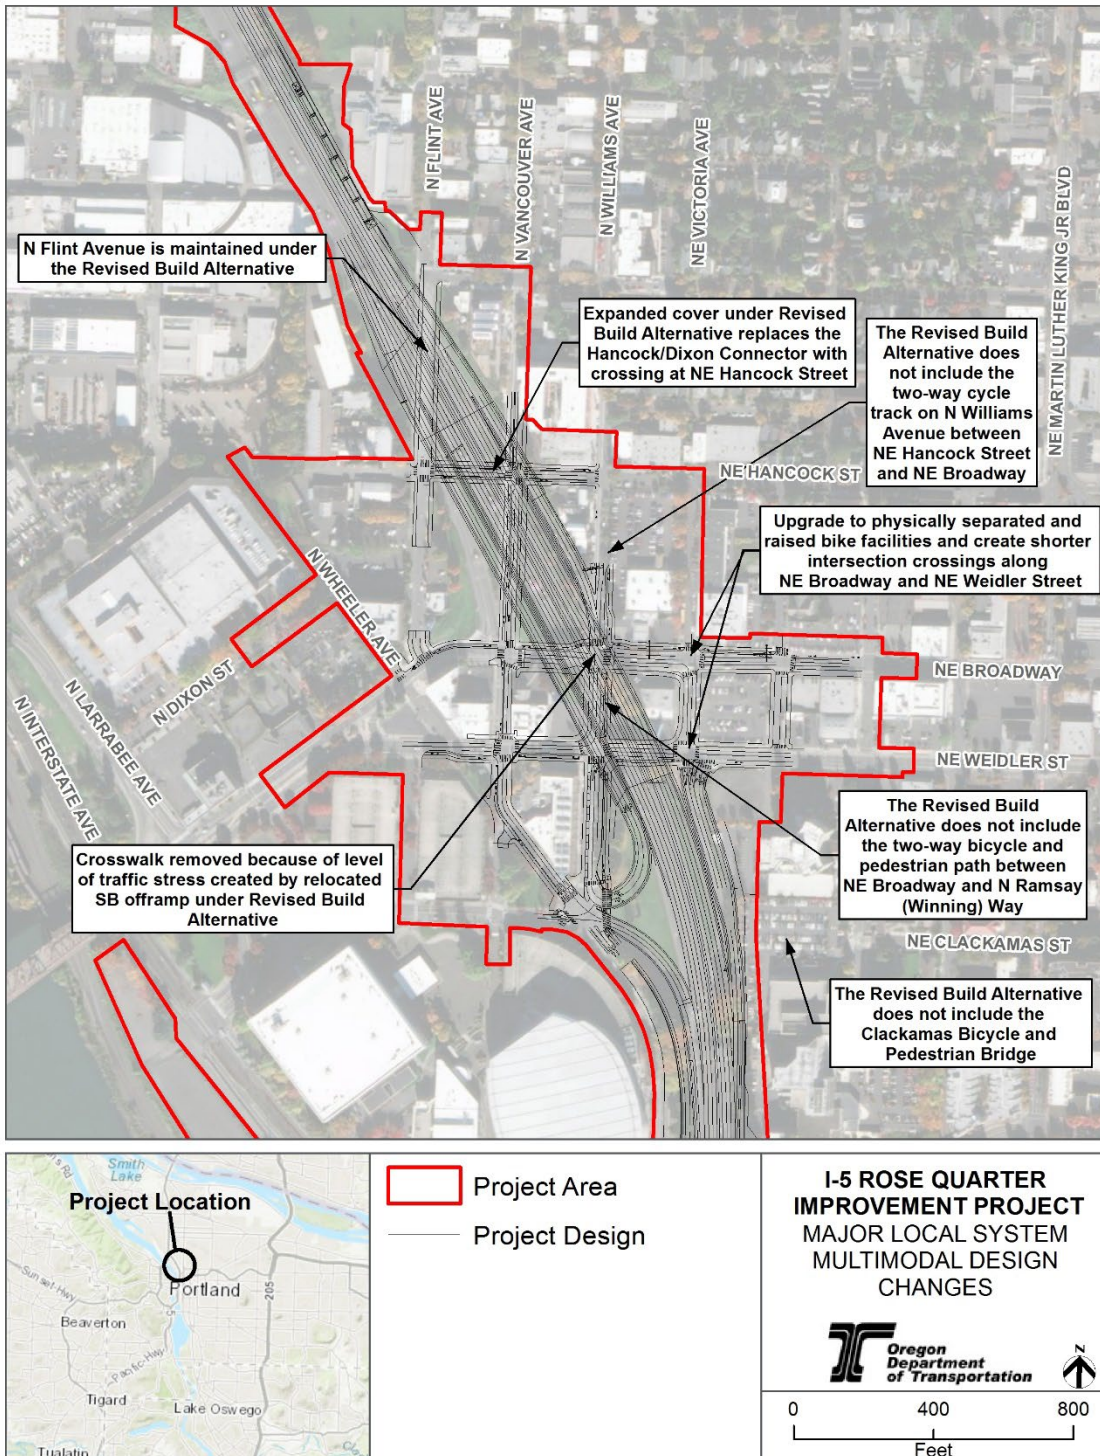 N FLINT AVE
N VANCOUVER AVE
N WILLIAMS AVE
NE VICTORIA AVE
NE MARTIN LUTHER KING JR BLVD
N Flint Avenue is maintained under
the Revised Build Alternative
Expanded cover under Revised
Build Alternative replaces the
Hancock/Dixon Connector with
crossing at NE Hancock Street
The Revised Build
Alternative does
not include the
two-way cycle
track on N Williams
Avenue between
NE Hancock Street
and NE Broadway
NE HANCOCK ST
Upgrade to physically separated and
raised bike facilities and create shorter
intersection crossings along
NE Broadway and NE Weidler Street
N WHEELER AVE
N DIXON ST
N LARRABEE AVE
N INTERSTATE AVE
NE BROADWAY
NE WEIDLER ST
The Revised Build
Alternative does not include
the two-way bicycle and
pedestrian path between
NE Broadway and N Ramsay
(Winning) Way
Crosswalk removed because of level
of traffic stress created by relocated
SB offramp under Revised Build
Alternative
NE CLACKAMAS ST
The Revised Build Alternative
does not include the
Clackamas Bicycle and
Pedestrian Bridge
Smith
Lake
Project Location
Portland
Sunset-Hwy
205
5
Beaverton
Pacific-Hwy
Tigard
Lake Oswego
Tualatin
Project Area
Project Design
I-5 ROSE QUARTER
IMPROVEMENT PROJECT
MAJOR LOCAL SYSTEM
MULTIMODAL DESIGN
CHANGES
Oregon
Department
of Transportation
N
0 400 800
Feet